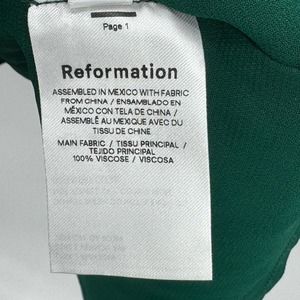 Page 1
Reformation
ASSEMBLED IN MEXICO WITH FABRIC
FROM CHINA / ENSAMBLADO EN
MÉXICO CON TELA DE CHINA /
ASSEMBLÉ AU MEXIQUE AVEC DU
TISSU DE CHINE
MAIN FABRIC / TISSU PRINCIPAL /
TEJIDO PRINCIPAL
100% VISCOSE / VISCOSA